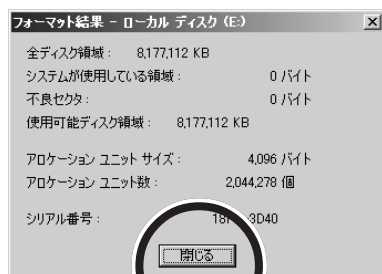 フォーマット結果 - ローカル ディスク (E:)
全ディスク領域 : 8,177,112 KB
システムが使用している領域 : 0 バイト
不良セクタ : 0 バイト
使用可能ディスク領域 : 8,177,112 KB
アロケーション ユニット サイズ : 4,096 バイト
アロケーション ユニット数 : 2,044,278 個
シリアル番号 : 3D40
閉じる